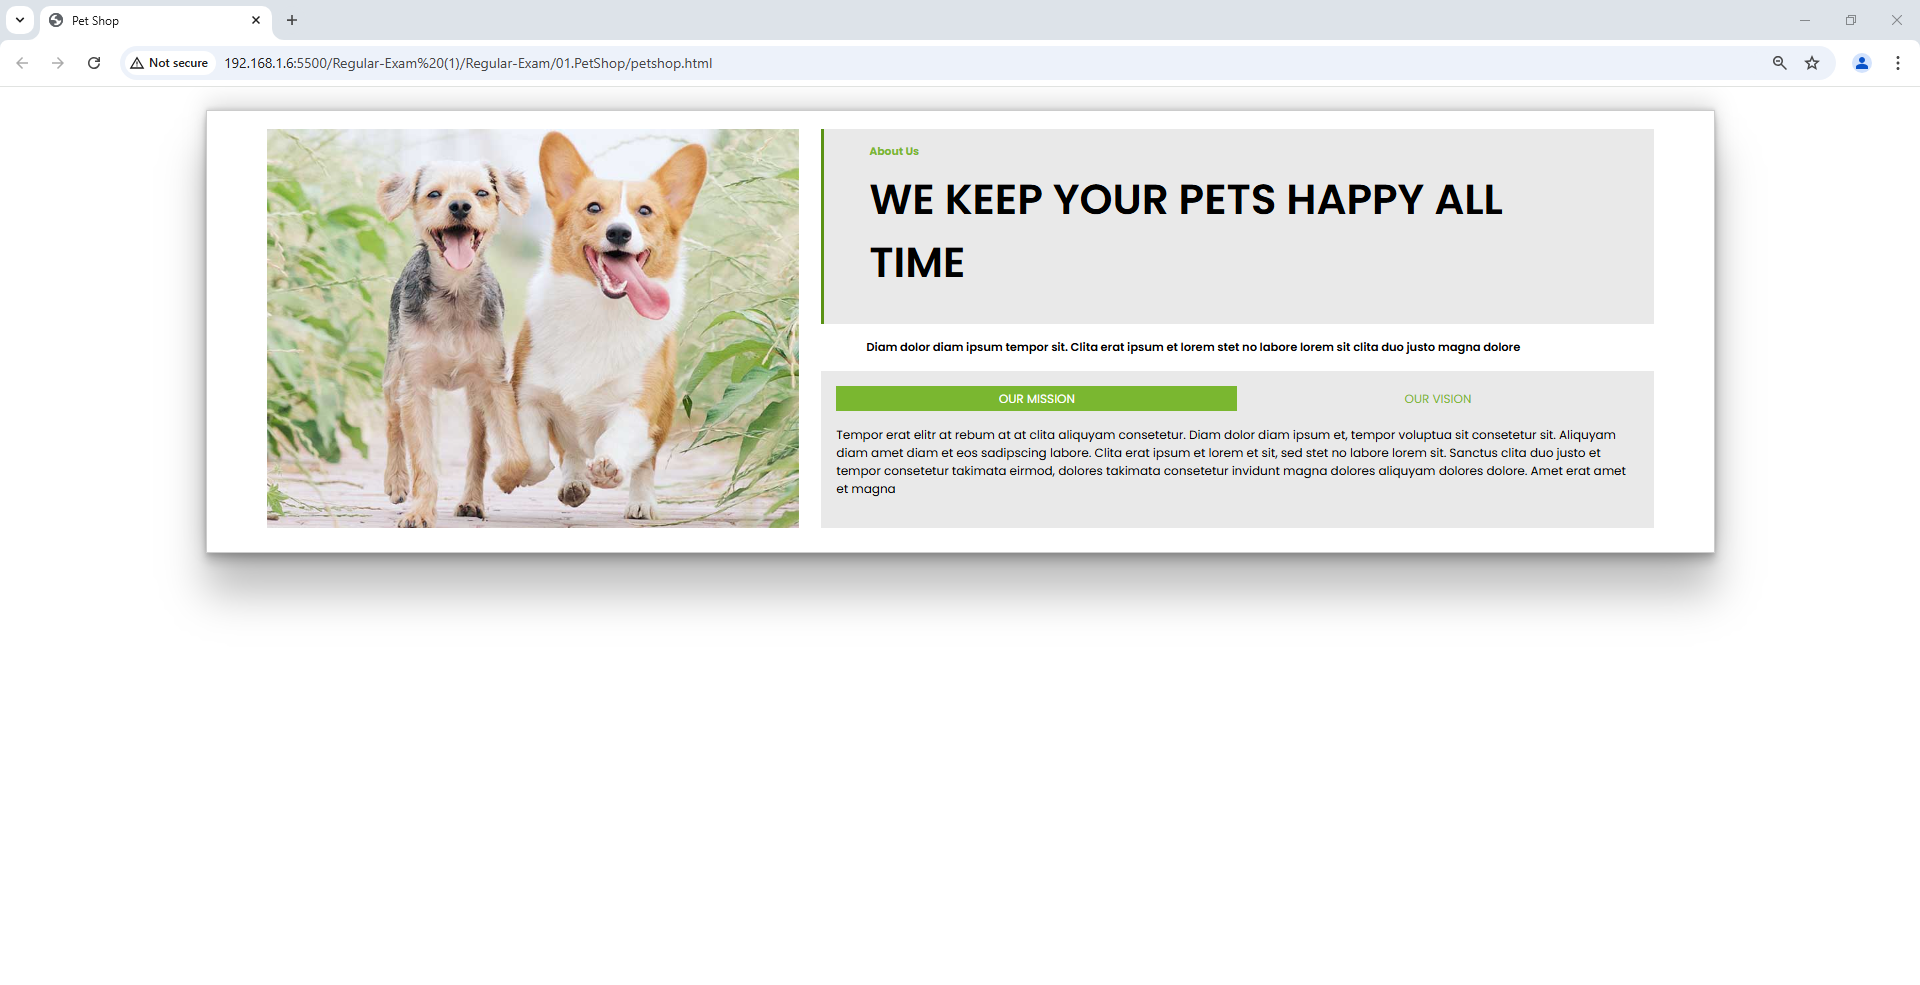 Pet Shop
Not secure
192.168.1.6:5500/Regular-Exam%20(1)/Regular-Exam/01.PetShop/petshop.html
About Us
WE KEEP YOUR PETS HAPPY ALL
TIME
Diam dolor diam ipsum tempor sit. Clita erat ipsum et lorem stet no labore lorem sit clita duo justo magna dolore
OUR MISSION
OUR VISION
Tempor erat elitr at rebum at at clita aliquyam consetetur. Diam dolor diam ipsum et, tempor voluptua sit consetetur sit. Aliquyam
diam amet diam et eos sadipscing labore. Clita erat ipsum et lorem et sit, sed stet no labore lorem sit. Sanctus clita duo justo et
tempor consetetur takimata eirmod, dolores takimata consetetur invidunt magna dolores aliquyam dolores dolore. Amet erat amet
et magna